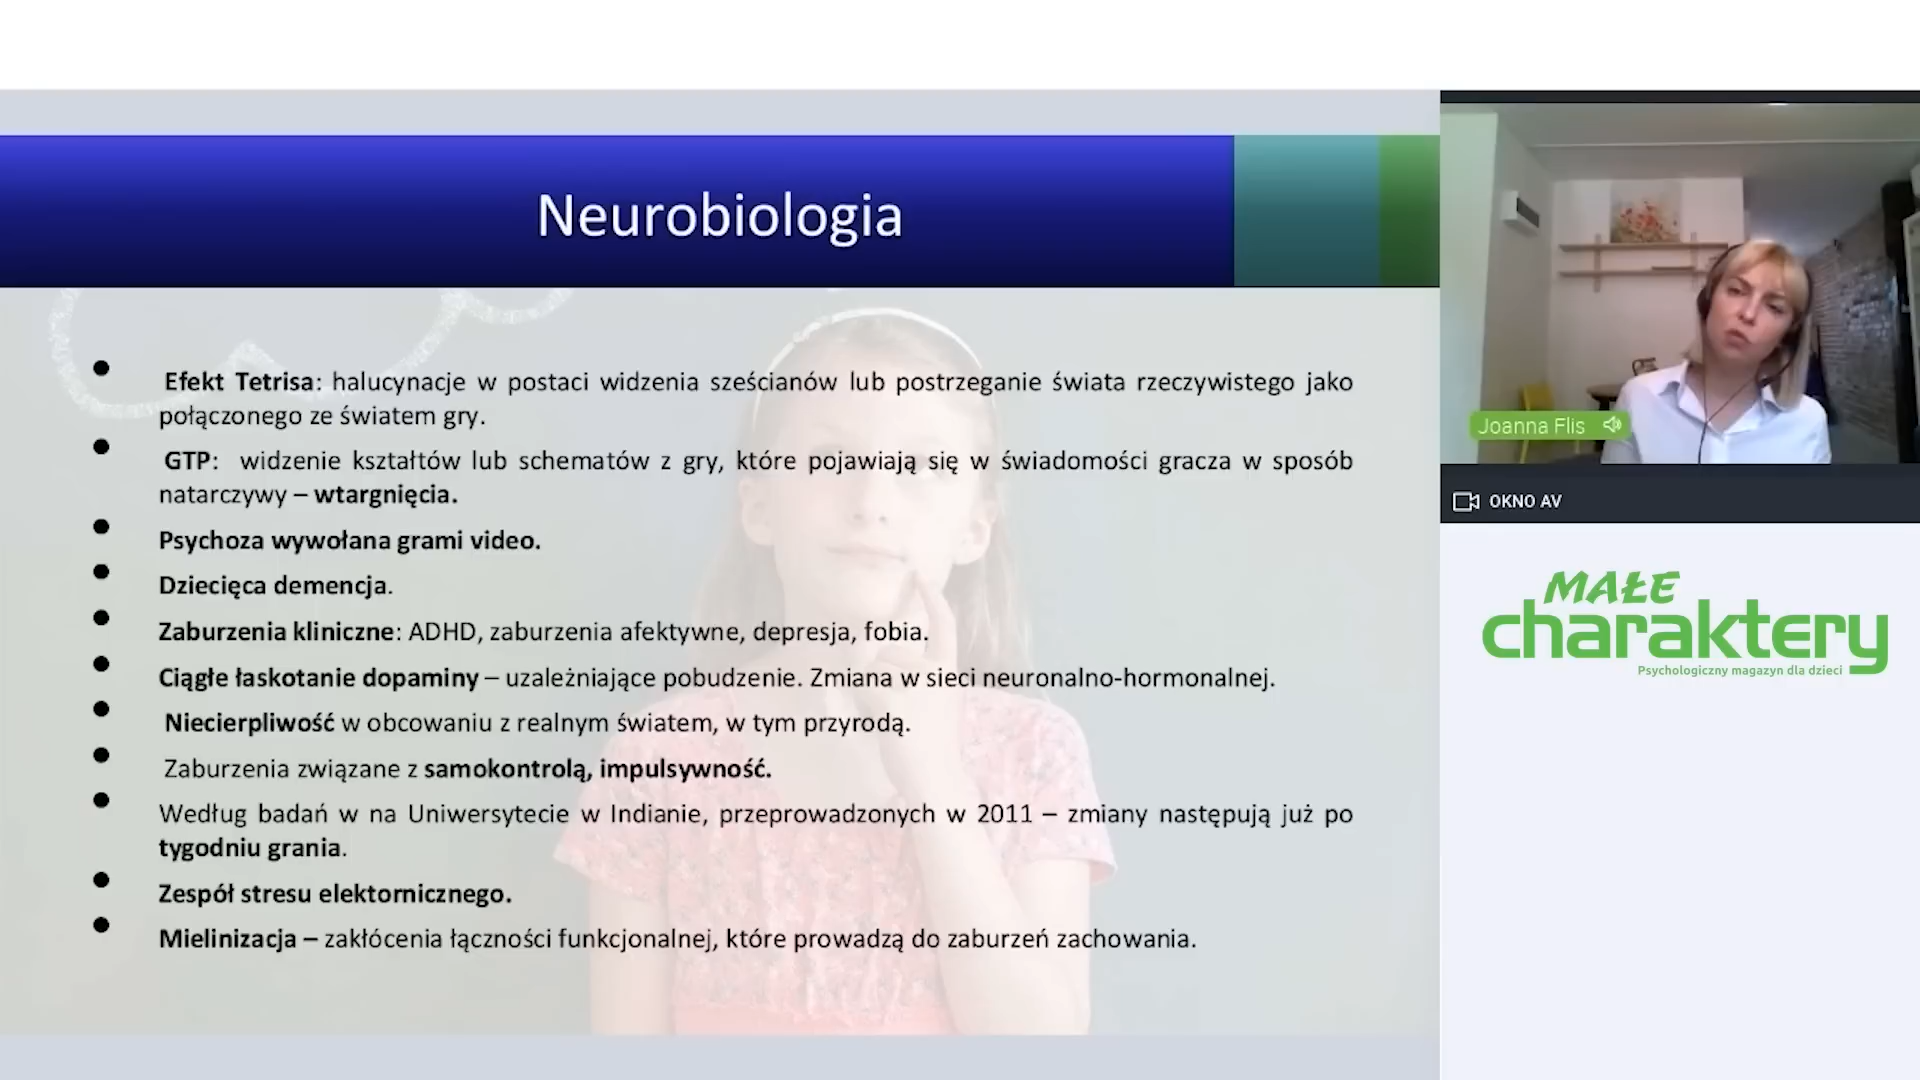 Neurobiologia
Efekt Tetrisa: halucynacje w postaci widzenia sześcianów lub postrzeganie świata rzeczywistego jako
połączonego ze światem gry.
GTP: widzenie kształtów lub schematów z gry, które pojawiają się w świadomości gracza w sposób
natarczywy – wtargnięcia.
Psychoza wywołana grami video.
Dziecięca demencja.
Zaburzenia kliniczne: ADHD, zaburzenia afektywne, depresja, fobia.
Ciągłe łaskotanie dopaminy – uzależniające pobudzenie. Zmiana w sieci neuronalno-hormonalnej.
Niecierpliwość w obcowaniu z realnym światem, w tym przyrodą.
Zaburzenia związane z samokontrolą, impulsywność.
Według badań w na Uniwersytecie w Indianie, przeprowadzonych w 2011 – zmiany następują już po
tygodniu grania.
Zespół stresu elektornicznego.
Mielinizacja – zakłócenia łączności funkcjonalnej, które prowadzą do zaburzeń zachowania.
Joanna Flis
OKNO AV
MAŁE
charaktery
Psychologiczny magazyn dla dzieci